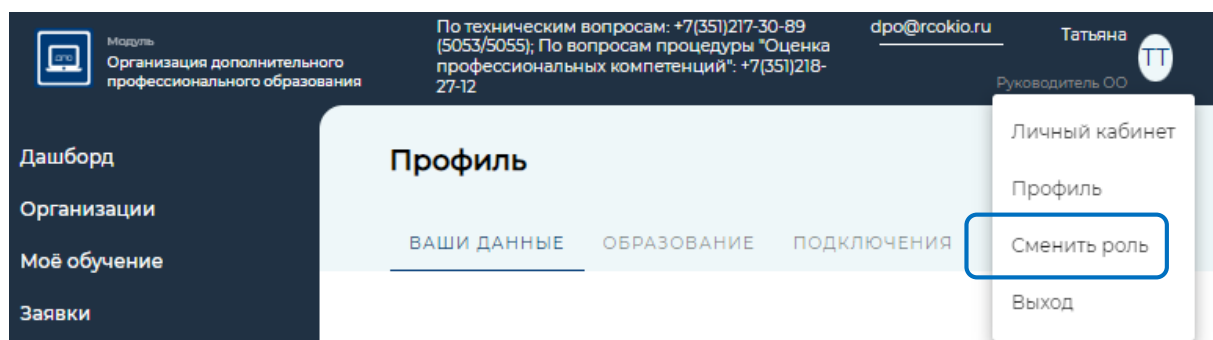 дпо
Модуль
Организация дополнительного
профессионального образования
По техническим вопросам: +7(351)217-30-89
(5053/5055); По вопросам процедуры "Оценка
профессиональных компетенций": +7(351)218-
27-12
dpo@rcokio.ru
Татьяна
ТТ
Руководитель ОО
Дашборд
Организации
Моё обучение
Заявки
Профиль
ВАШИ ДАННЫЕ ОБРАЗОВАНИЕ ПОДКЛЮЧЕНИЯ
Личный кабинет
Профиль
Сменить роль
Выход